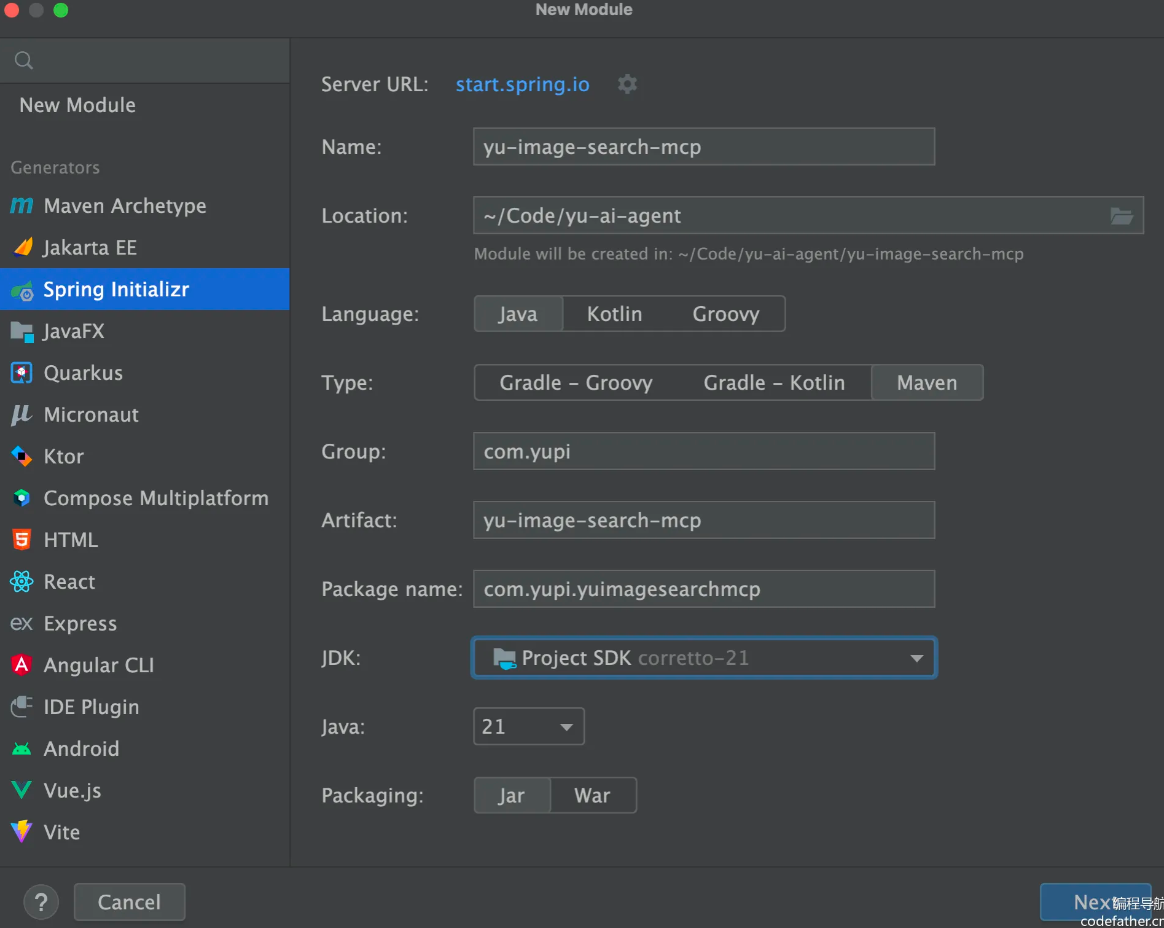 New Module
New Module
Generators
Maven Archetype
Jakarta EE
Spring Initializr
JavaFX
Quarkus
Micronaut
Ktor
Compose Multiplatform
HTML
React
ex Express
Angular CLI
IDE Plugin
Android
Vue.js
Vite
Server URL: start.spring.io
Name: yu-image-search-mcp
Location: ~/Code/yu-ai-agent
Module will be created in: ~/Code/yu-ai-agent/yu-image-search-mcp
Language: Java Kotlin Groovy
Type: Gradle - Groovy Gradle - Kotlin Maven
Group: com.yupi
Artifact: yu-image-search-mcp
Package name: com.yupi.yuimagesearchmcp
JDK: Project SDK corretto-21
Java: 21
Packaging: Jar War
? Cancel Next
编程导航
codefather.cn